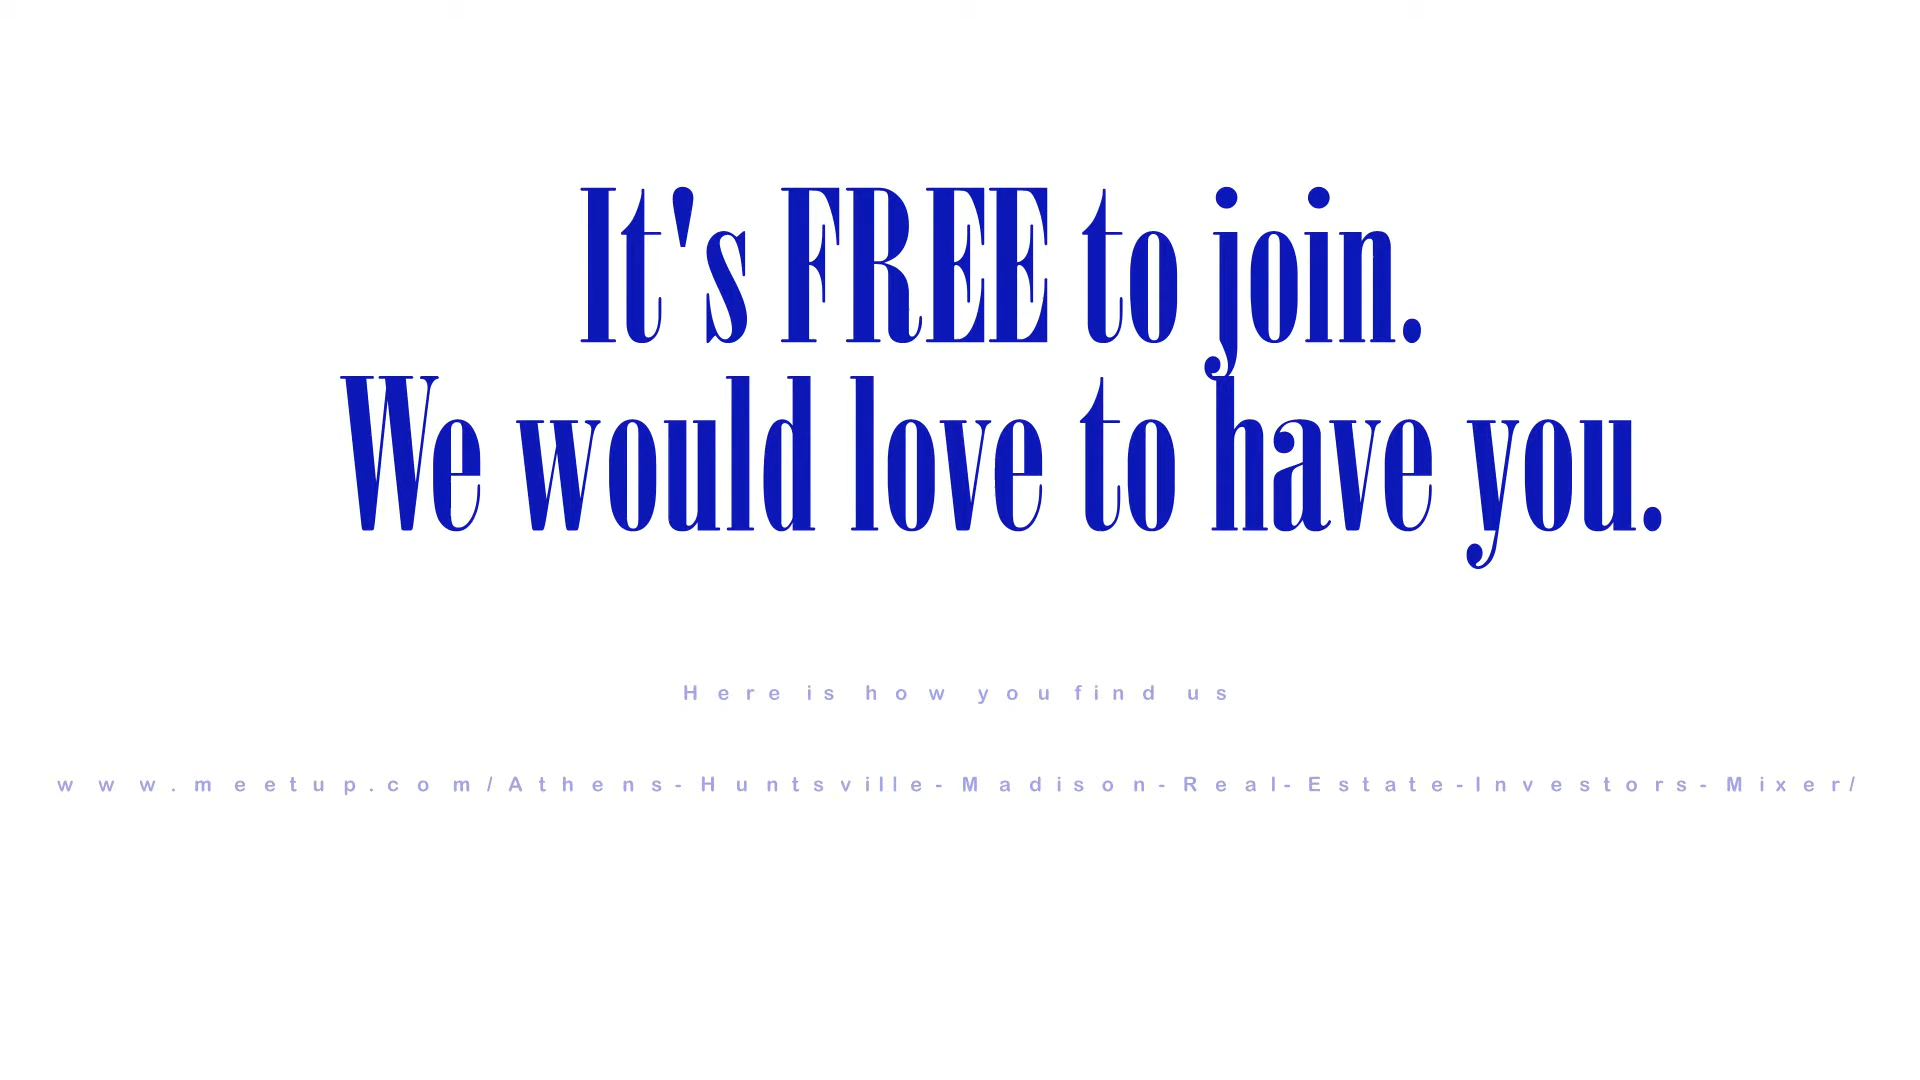 It's FREE to join.
We would love to have you.
Here is how you find us
www.meetup.com/Athens-Huntsville-Madison-Real-Estate-Investors-Mixer/